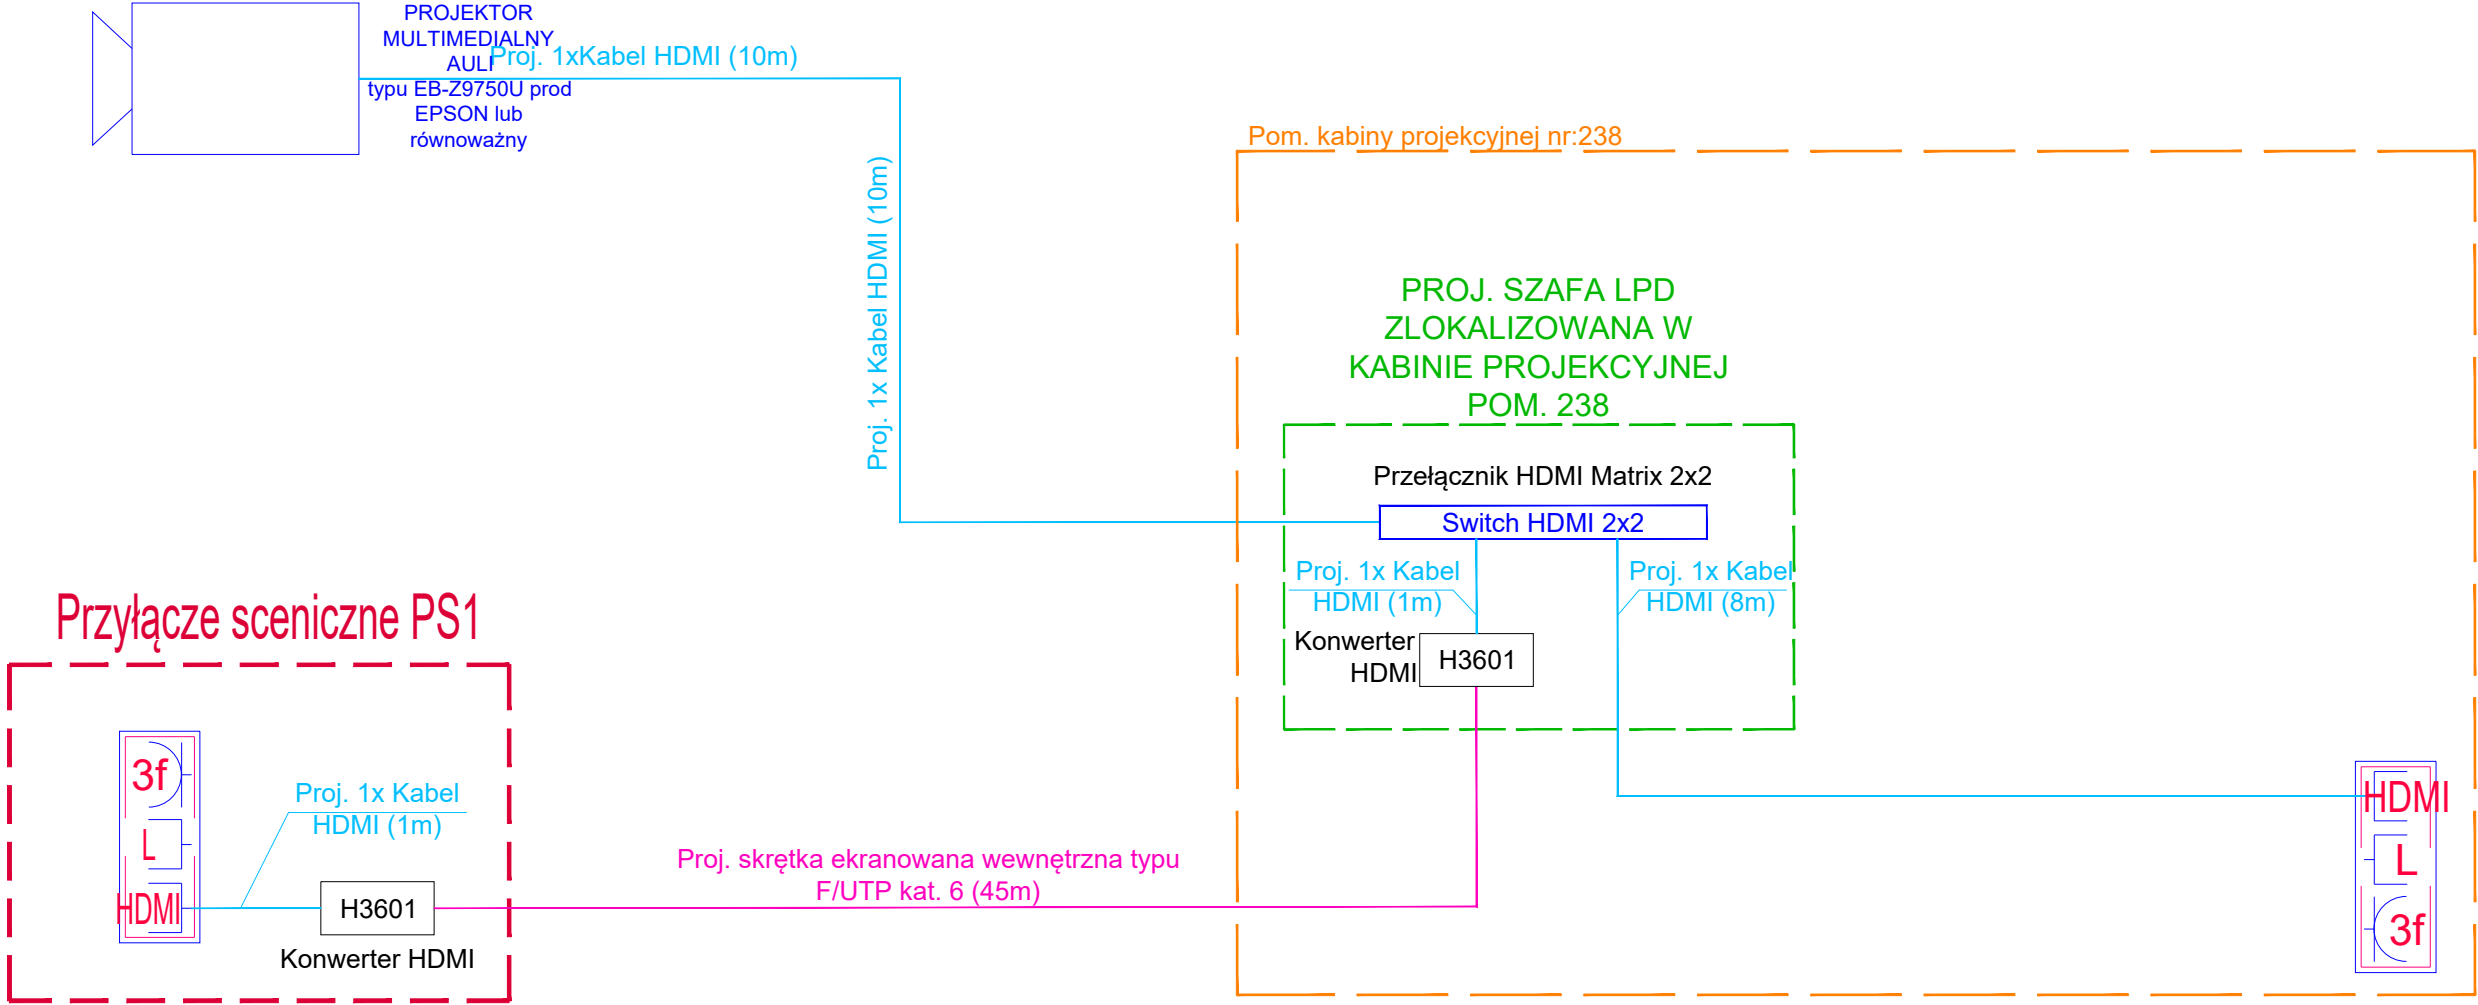 PROJEKTOR
MULTIMEDIALNY
AULI
typu EB-Z9750U prod
EPSON lub
równoważny
Proj. 1xKabel HDMI (10m)
Proj. 1x Kabel HDMI (10m)
Pom. kabiny projekcyjnej nr:238
PROJ. SZAFA LPD
ZLOKALIZOWANA W
KABINIE PROJEKCYJNEJ
POM. 238
Przełącznik HDMI Matrix 2x2
Switch HDMI 2x2
Proj. 1x Kabel
HDMI (1m)
Proj. 1x Kabel
HDMI (8m)
Konwerter
HDMI
H3601
Przyłącze sceniczne PS1
3f
L
HDMI
Proj. 1x Kabel
HDMI (1m)
H3601
Konwerter HDMI
Proj. skrętka ekranowana wewnętrzna typu
F/UTP kat. 6 (45m)
HDMI
L
3f